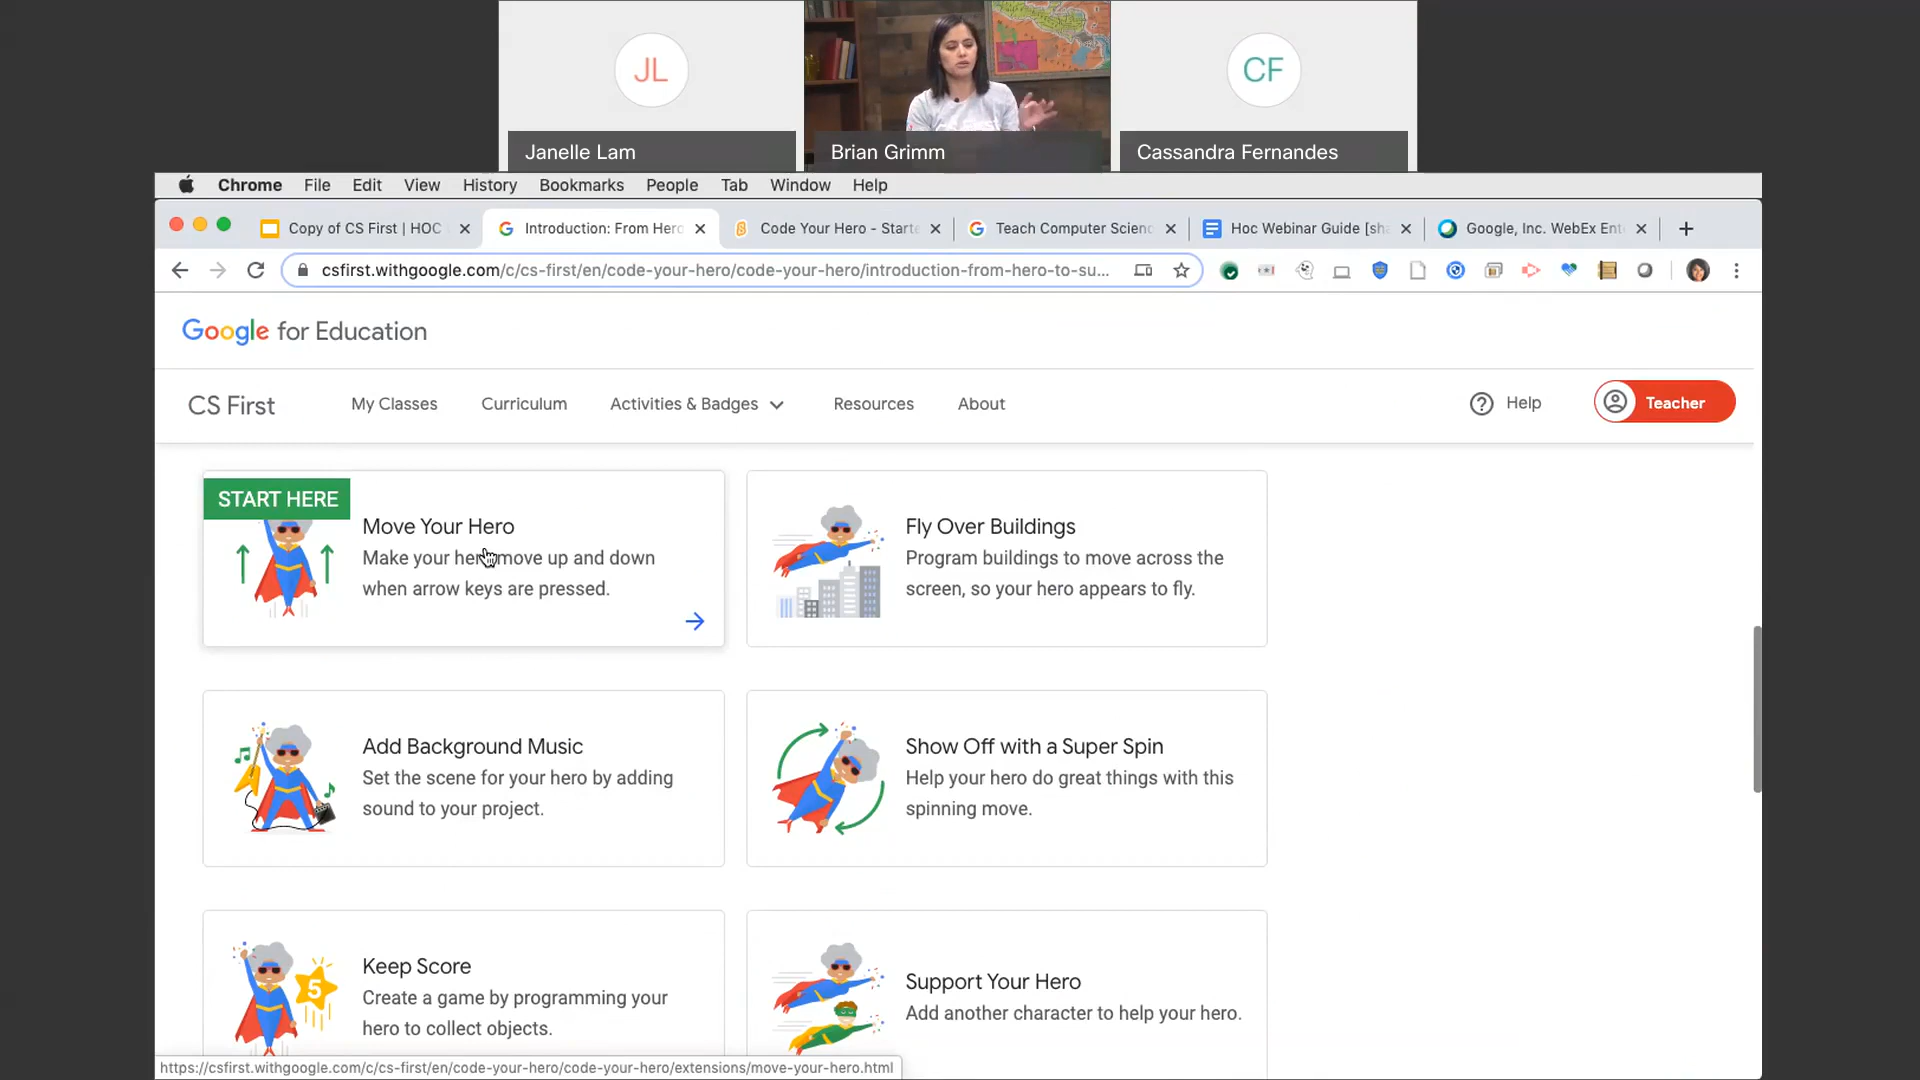 JL
CF
Janelle Lam
Brian Grimm
Cassandra Fernandes
Chrome File Edit View History Bookmarks People Tab Window Help
Copy of CS First | HOC
Introduction: From Hero
Code Your Hero - Starte
Teach Computer Scienc
Hoc Webinar Guide [sha
Google, Inc. WebEx Ente
csfirst.withgoogle.com/c/cs-first/en/code-your-hero/code-your-hero/introduction-from-hero-to-su...
Google for Education
CS First
My Classes
Curriculum
Activities & Badges
Resources
About
Help
Teacher
START HERE
Move Your Hero
Make your hero move up and down
when arrow keys are pressed.
Fly Over Buildings
Program buildings to move across the
screen, so your hero appears to fly.
Add Background Music
Set the scene for your hero by adding
sound to your project.
Show Off with a Super Spin
Help your hero do great things with this
spinning move.
5
Keep Score
Create a game by programming your
hero to collect objects.
Support Your Hero
Add another character to help your hero.
https://csfirst.withgoogle.com/c/cs-first/en/code-your-hero/code-your-hero/extensions/move-your-hero.html